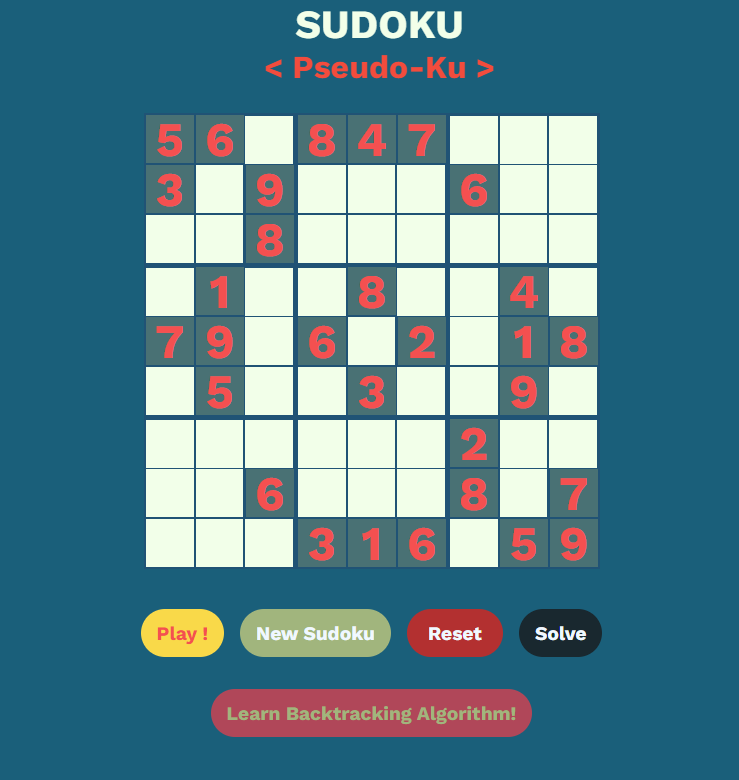 SUDOKU
< Pseudo-Ku >
5 6 8 4 7
3 9 6
8
1 8 4
7 9 6 2 1 8
5 3 9
2
6 8 7
3 1 6 5 9
Play ! New Sudoku Reset Solve
Learn Backtracking Algorithm!